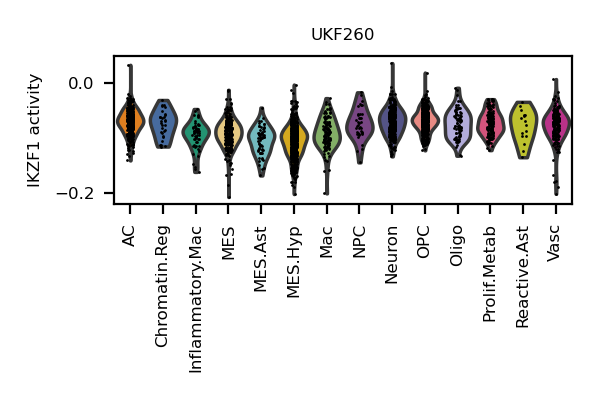 UKF260
IKZF1 activity
0.0
−0.2
AC
Chromatin.Reg
Inflammatory.Mac
MES
MES.Ast
MES.Hyp
Mac
NPC
Neuron
OPC
Oligo
Prolif.Metab
Reactive.Ast
Vasc